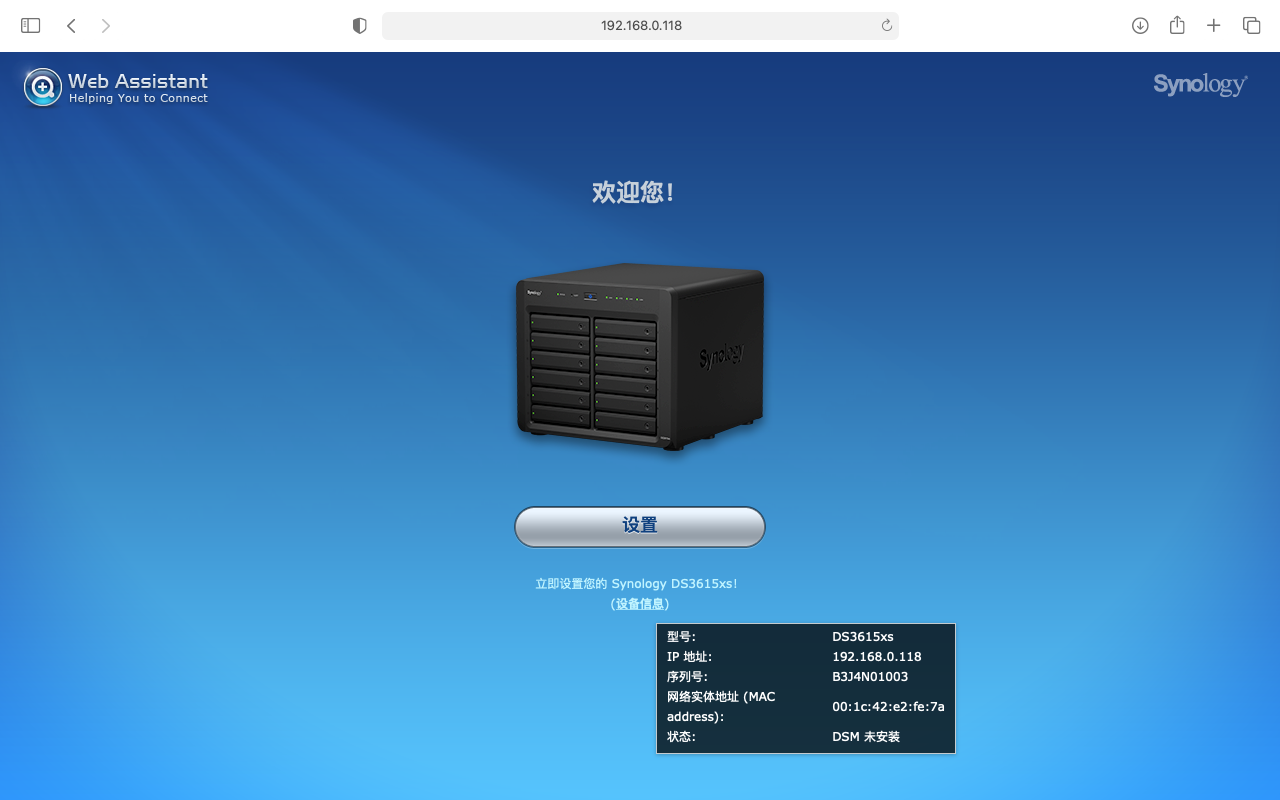 192.168.0.118
Web Assistant
Helping You to Connect
Synology
欢迎您！
Synology
Synology
设置
立即设置您的 Synology DS3615xs！
(设备信息)
型号: DS3615xs
IP 地址: 192.168.0.118
序列号: B3J4N01003
网络实体地址 (MAC address): 00:1c:42:e2:fe:7a
状态: DSM 未安装